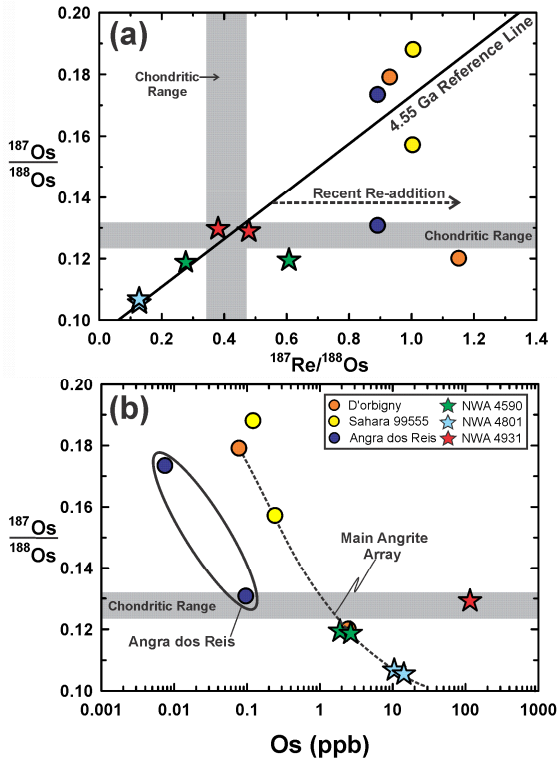 (a)
0.20
0.18
0.16
0.14
0.12
0.10
187Os
188Os
Chondritic
Range
4.55 Ga Reference Line
Recent Re-addition
Chondritic Range
0.0 0.2 0.4 0.6 0.8 1.0 1.2 1.4
187Re/188Os
(b)
0.20
0.18
0.16
0.14
0.12
0.10
187Os
188Os
D'orbigny NWA 4590
Sahara 99555 NWA 4801
Angra dos Reis NWA 4931
Main Angrite
Array
Chondritic Range
Angra dos Reis
0.001 0.01 0.1 1 10 100 1000
Os (ppb)